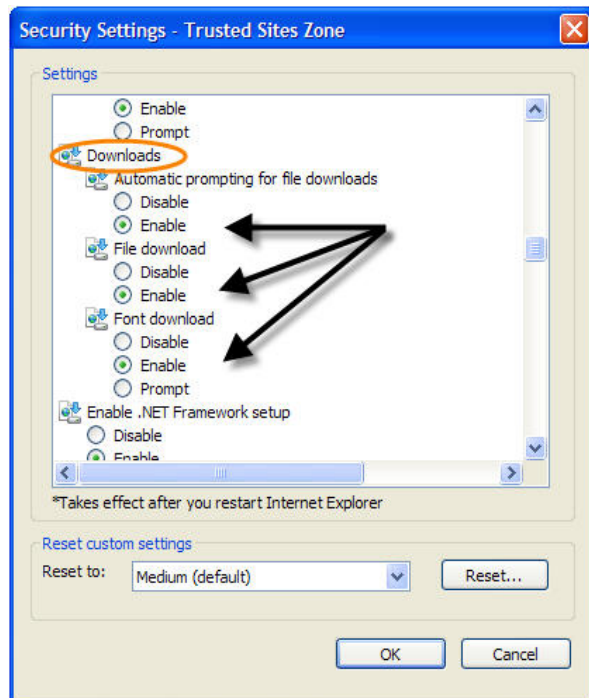 Security Settings - Trusted Sites Zone
Settings
Enable
Prompt
Downloads
Automatic prompting for file downloads
Disable
Enable
File download
Disable
Enable
Font download
Disable
Enable
Prompt
Enable .NET Framework setup
Disable
Enable
*Takes effect after you restart Internet Explorer
Reset custom settings
Reset to: Medium (default) Reset...
OK Cancel